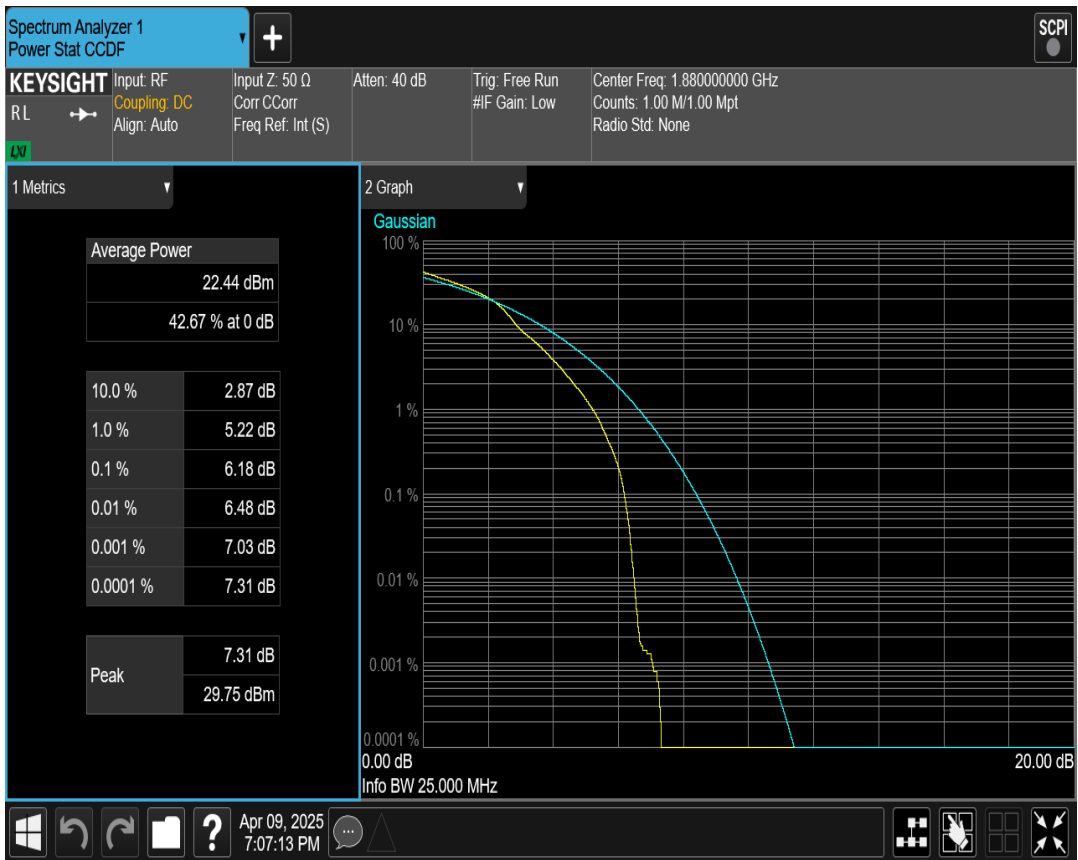 Spectrum Analyzer 1
Power Stat CCDF
+
SCPI
KEYSIGHT
RL
LXI
Input: RF
Coupling: DC
Align: Auto
Input Z: 50 Ω
Corr CCorr
Freq Ref: Int (S)
Atten: 40 dB
Trig: Free Run
#IF Gain: Low
Center Freq: 1.880000000 GHz
Counts: 1.00 M/1.00 Mpt
Radio Std: None
1 Metrics
Average Power
22.44 dBm
42.67 % at 0 dB
10.0 % 2.87 dB
1.0 % 5.22 dB
0.1 % 6.18 dB
0.01 % 6.48 dB
0.001 % 7.03 dB
0.0001 % 7.31 dB
Peak
7.31 dB
29.75 dBm
2 Graph
Gaussian
100 %
10 %
1 %
0.1 %
0.01 %
0.001 %
0.0001 %
0.00 dB 20.00 dB
Info BW 25.000 MHz
?
Apr 09, 2025
7:07:13 PM